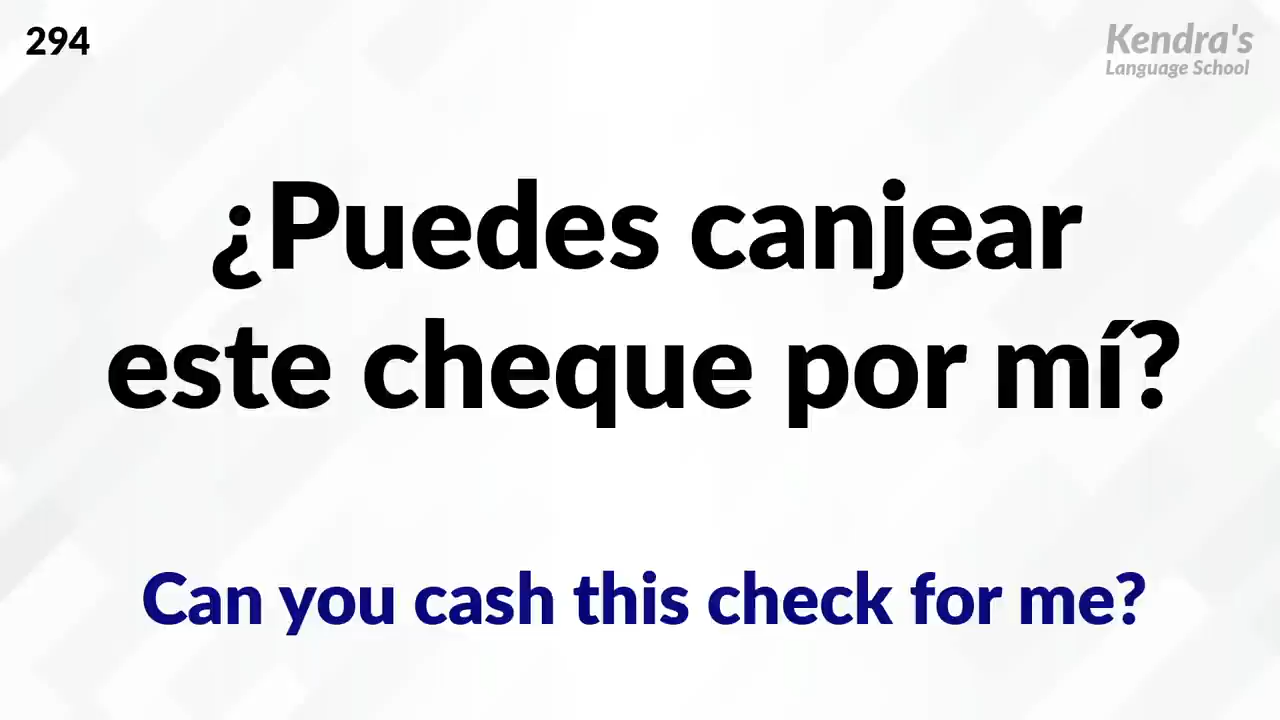 294
Kendra's
Language School
¿Puedes canjear
este cheque por mí?
Can you cash this check for me?